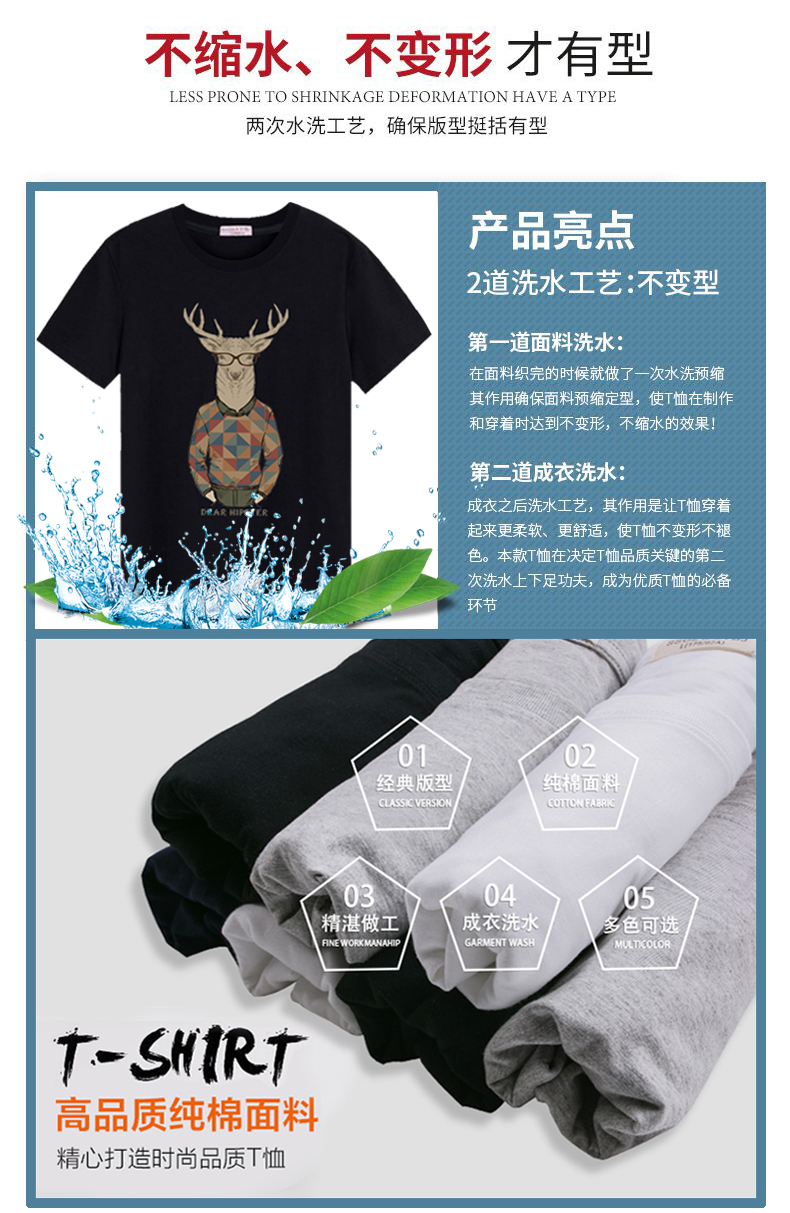 不缩水、不变形 才有型
LESS PRONE TO SHRINKAGE DEFORMATION HAVE A TYPE
两次水洗工艺，确保版型挺括有型
产品亮点
2道洗水工艺:不变型
第一道面料洗水：
在面料织完的时候就做了一次水洗预缩
其作用确保面料预缩定型，使T恤在制作
和穿着时达到不变形，不缩水的效果！
第二道成衣洗水：
成衣之后洗水工艺，其作用是让T恤穿着
起来更柔软、更舒适，使T恤不变形不褪
色。本款T恤在决定T恤品质关键的第二
次洗水上下足功夫，成为优质T恤的必备
环节
DEAR HIPSTER
01
经典版型
CLASSIC VERSION
02
纯棉面料
COTTON FABRIC
03
精湛做工
FINE WORKMANAHIP
04
成衣洗水
GARMENT WASH
05
多色可选
MULTICOLOR
T-SHIRT
高品质纯棉面料
精心打造时尚品质T恤